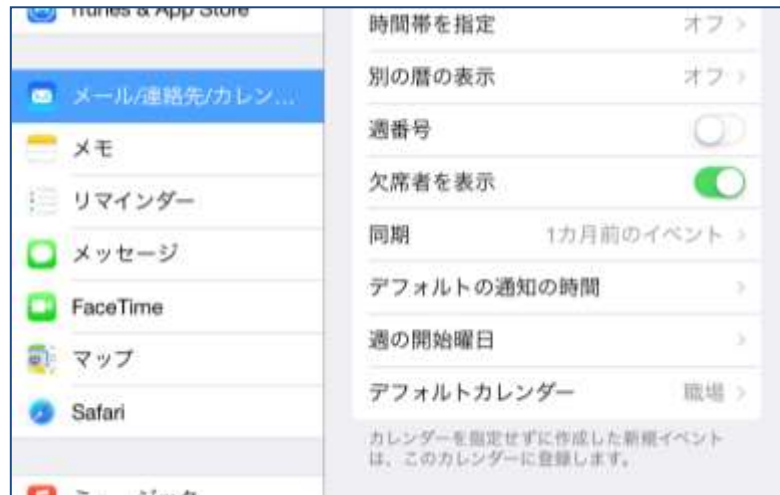 iTunes & App Store
メール/連絡先/カレン...
メモ
リマインダー
メッセージ
FaceTime
マップ
Safari
ミュージック
時間帯を指定 オフ
別の暦の表示 オフ
週番号
欠席者を表示
同期 1カ月前のイベント
デフォルトの通知の時間
週の開始曜日
デフォルトカレンダー 職場
カレンダーを指定せずに作成した新規イベント
は、このカレンダーに登録します。